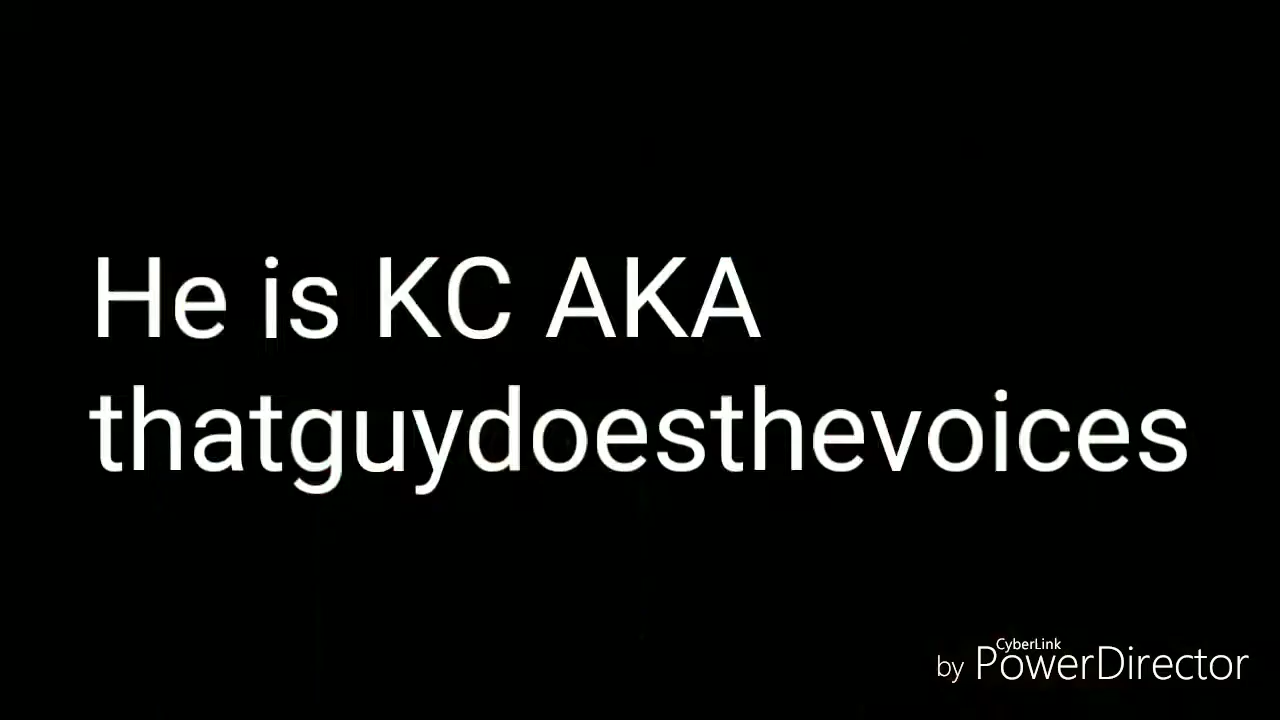 He is KC AKA
thatguydoesthevoices
CyberLink
by PowerDirector